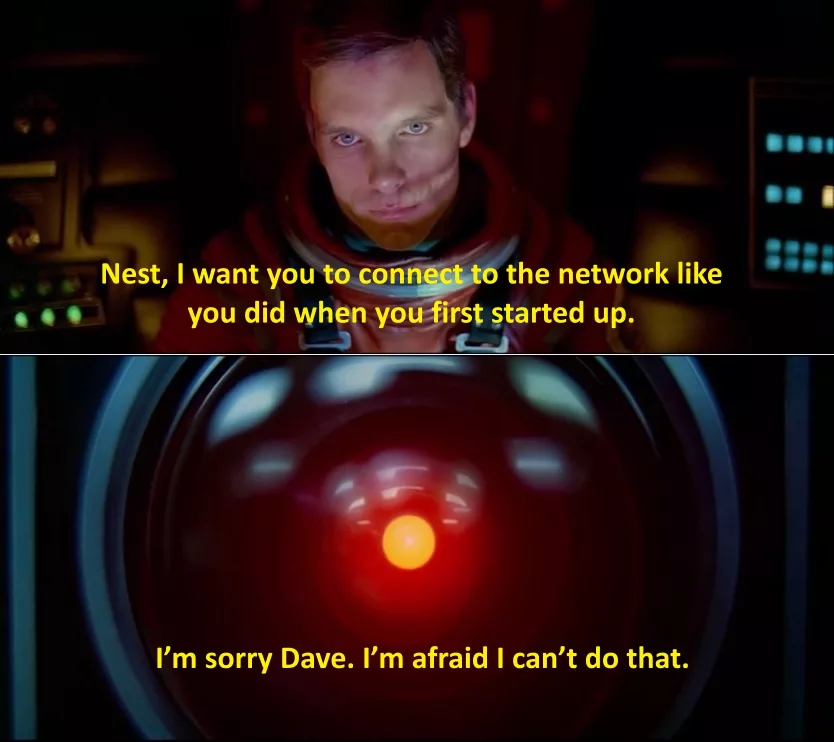 Nest, I want you to connect to the network like
you did when you first started up.
I’m sorry Dave. I’m afraid I can’t do that.